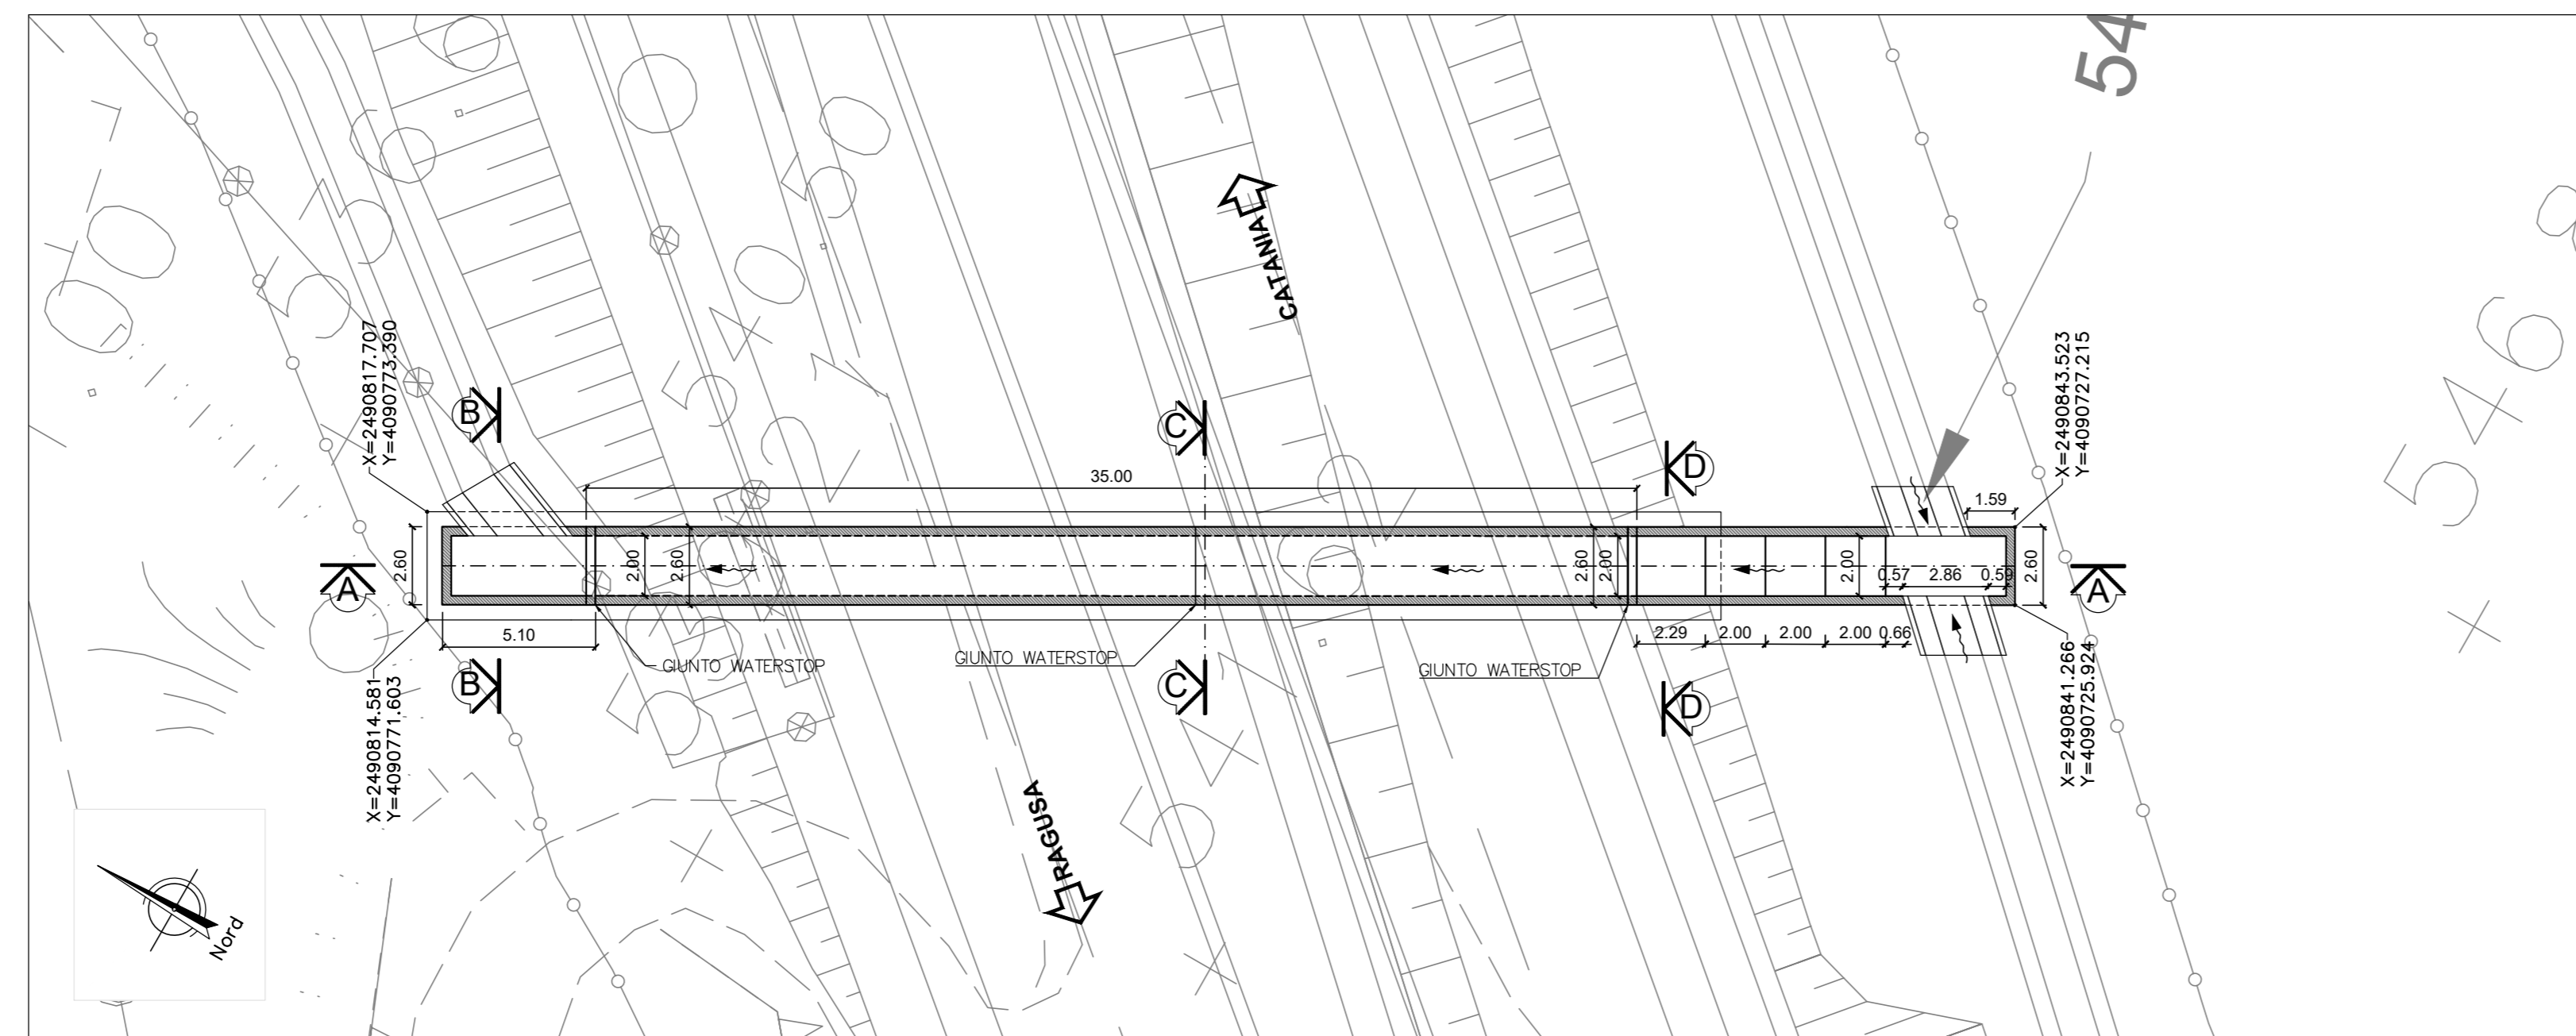 54
CATANIA
X=2490817.707
Y=4090773.390
X=2490843.523
Y=4090727.215
B
C
D
35.00
1.59
2.60
2.00
2.60
2.60
2.00
2.00
0.57
2.86
0.59
2.60
A
A
5.10
2.29
2.00
2.00
2.00
0.66
GIUNTO WATERSTOP
GIUNTO WATERSTOP
GIUNTO WATERSTOP
B
C
D
X=2490814.581
Y=4090771.603
X=2490841.266
Y=4090725.924
RAGUSA
Nord